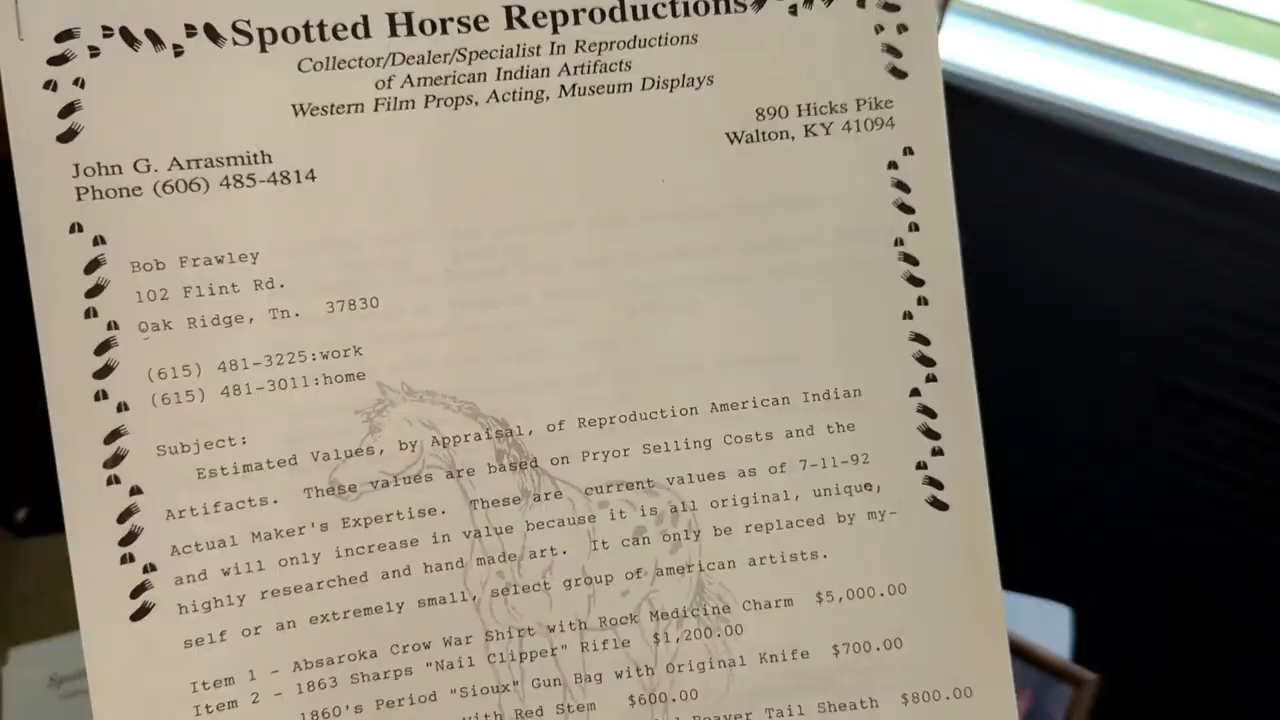 Spotted Horse Reproductions
Collector/Dealer/Specialist In Reproductions
of American Indian Artifacts
Western Film Props, Acting, Museum Displays
890 Hicks Pike
Walton, KY 41094
John G. Arrasmith
Phone (606) 485-4814
Bob Frawley
102 Flint Rd.
Oak Ridge, Tn. 37830
(615) 481-3225:work
(615) 481-3011:home
Subject:
Estimated Values, by Appraisal, of Reproduction American Indian
Artifacts. These values are based on Pryor Selling Costs and the
Actual Maker's Expertise. These are current values as of 7-11-92
and will only increase in value because it is all original, unique,
highly researched and hand made art. It can only be replaced by my-
self or an extremely small, select group of american artists.
Item 1 - Absaroka Crow War Shirt with Rock Medicine Charm $5,000.00
Item 2 - 1863 Sharps "Nail Clipper" Rifle $1,200.00
1860's Period "Sioux" Gun Bag with Original Knife $700.00
with Red Stem $600.00
Beaver Tail Sheath $800.00